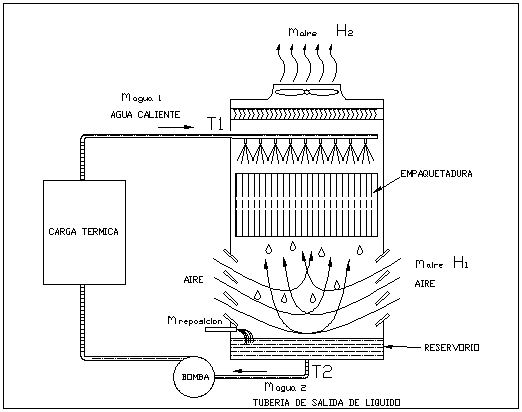 maire H2
magua 1
AGUA CALIENTE
T1
EMPAQUETADURA
CARGA TERMICA
maire H1
AIRE
AIRE
Mreposicion
RESERVORIO
BOMBA
T2
magua 2
TUBERIA DE SALIDA DE LIQUIDO